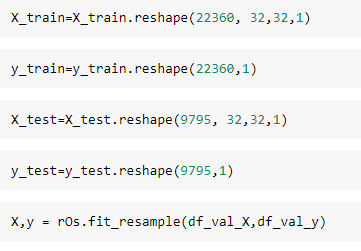 X_train=X_train.reshape(22360, 32,32,1)
y_train=y_train.reshape(22360,1)
X_test=X_test.reshape(9795, 32,32,1)
y_test=y_test.reshape(9795,1)
X,y = rOs.fit_resample(df_val_X,df_val_y)